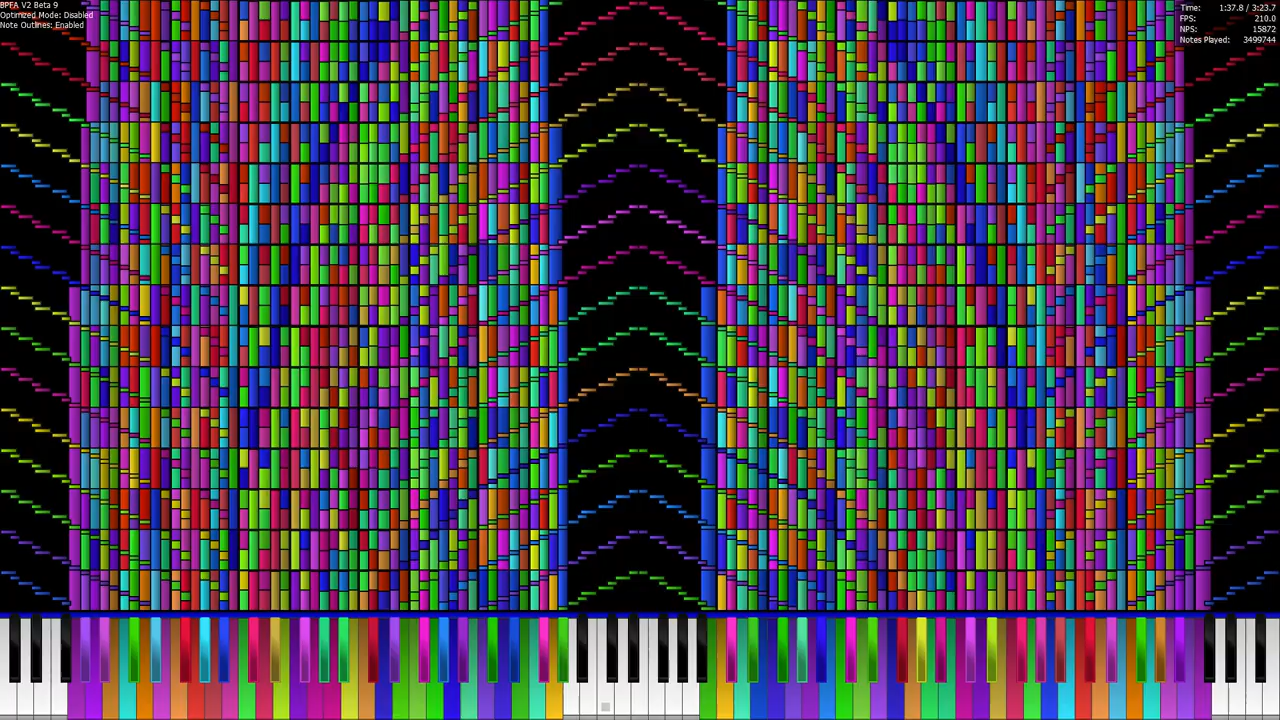 BPFA V2 Beta 9
Optimized Mode: Disabled
Note Outlines: Enabled
Time: 1:37.8 / 3:23.7
FPS: 210.0
NPS: 15872
Notes Played: 3499744